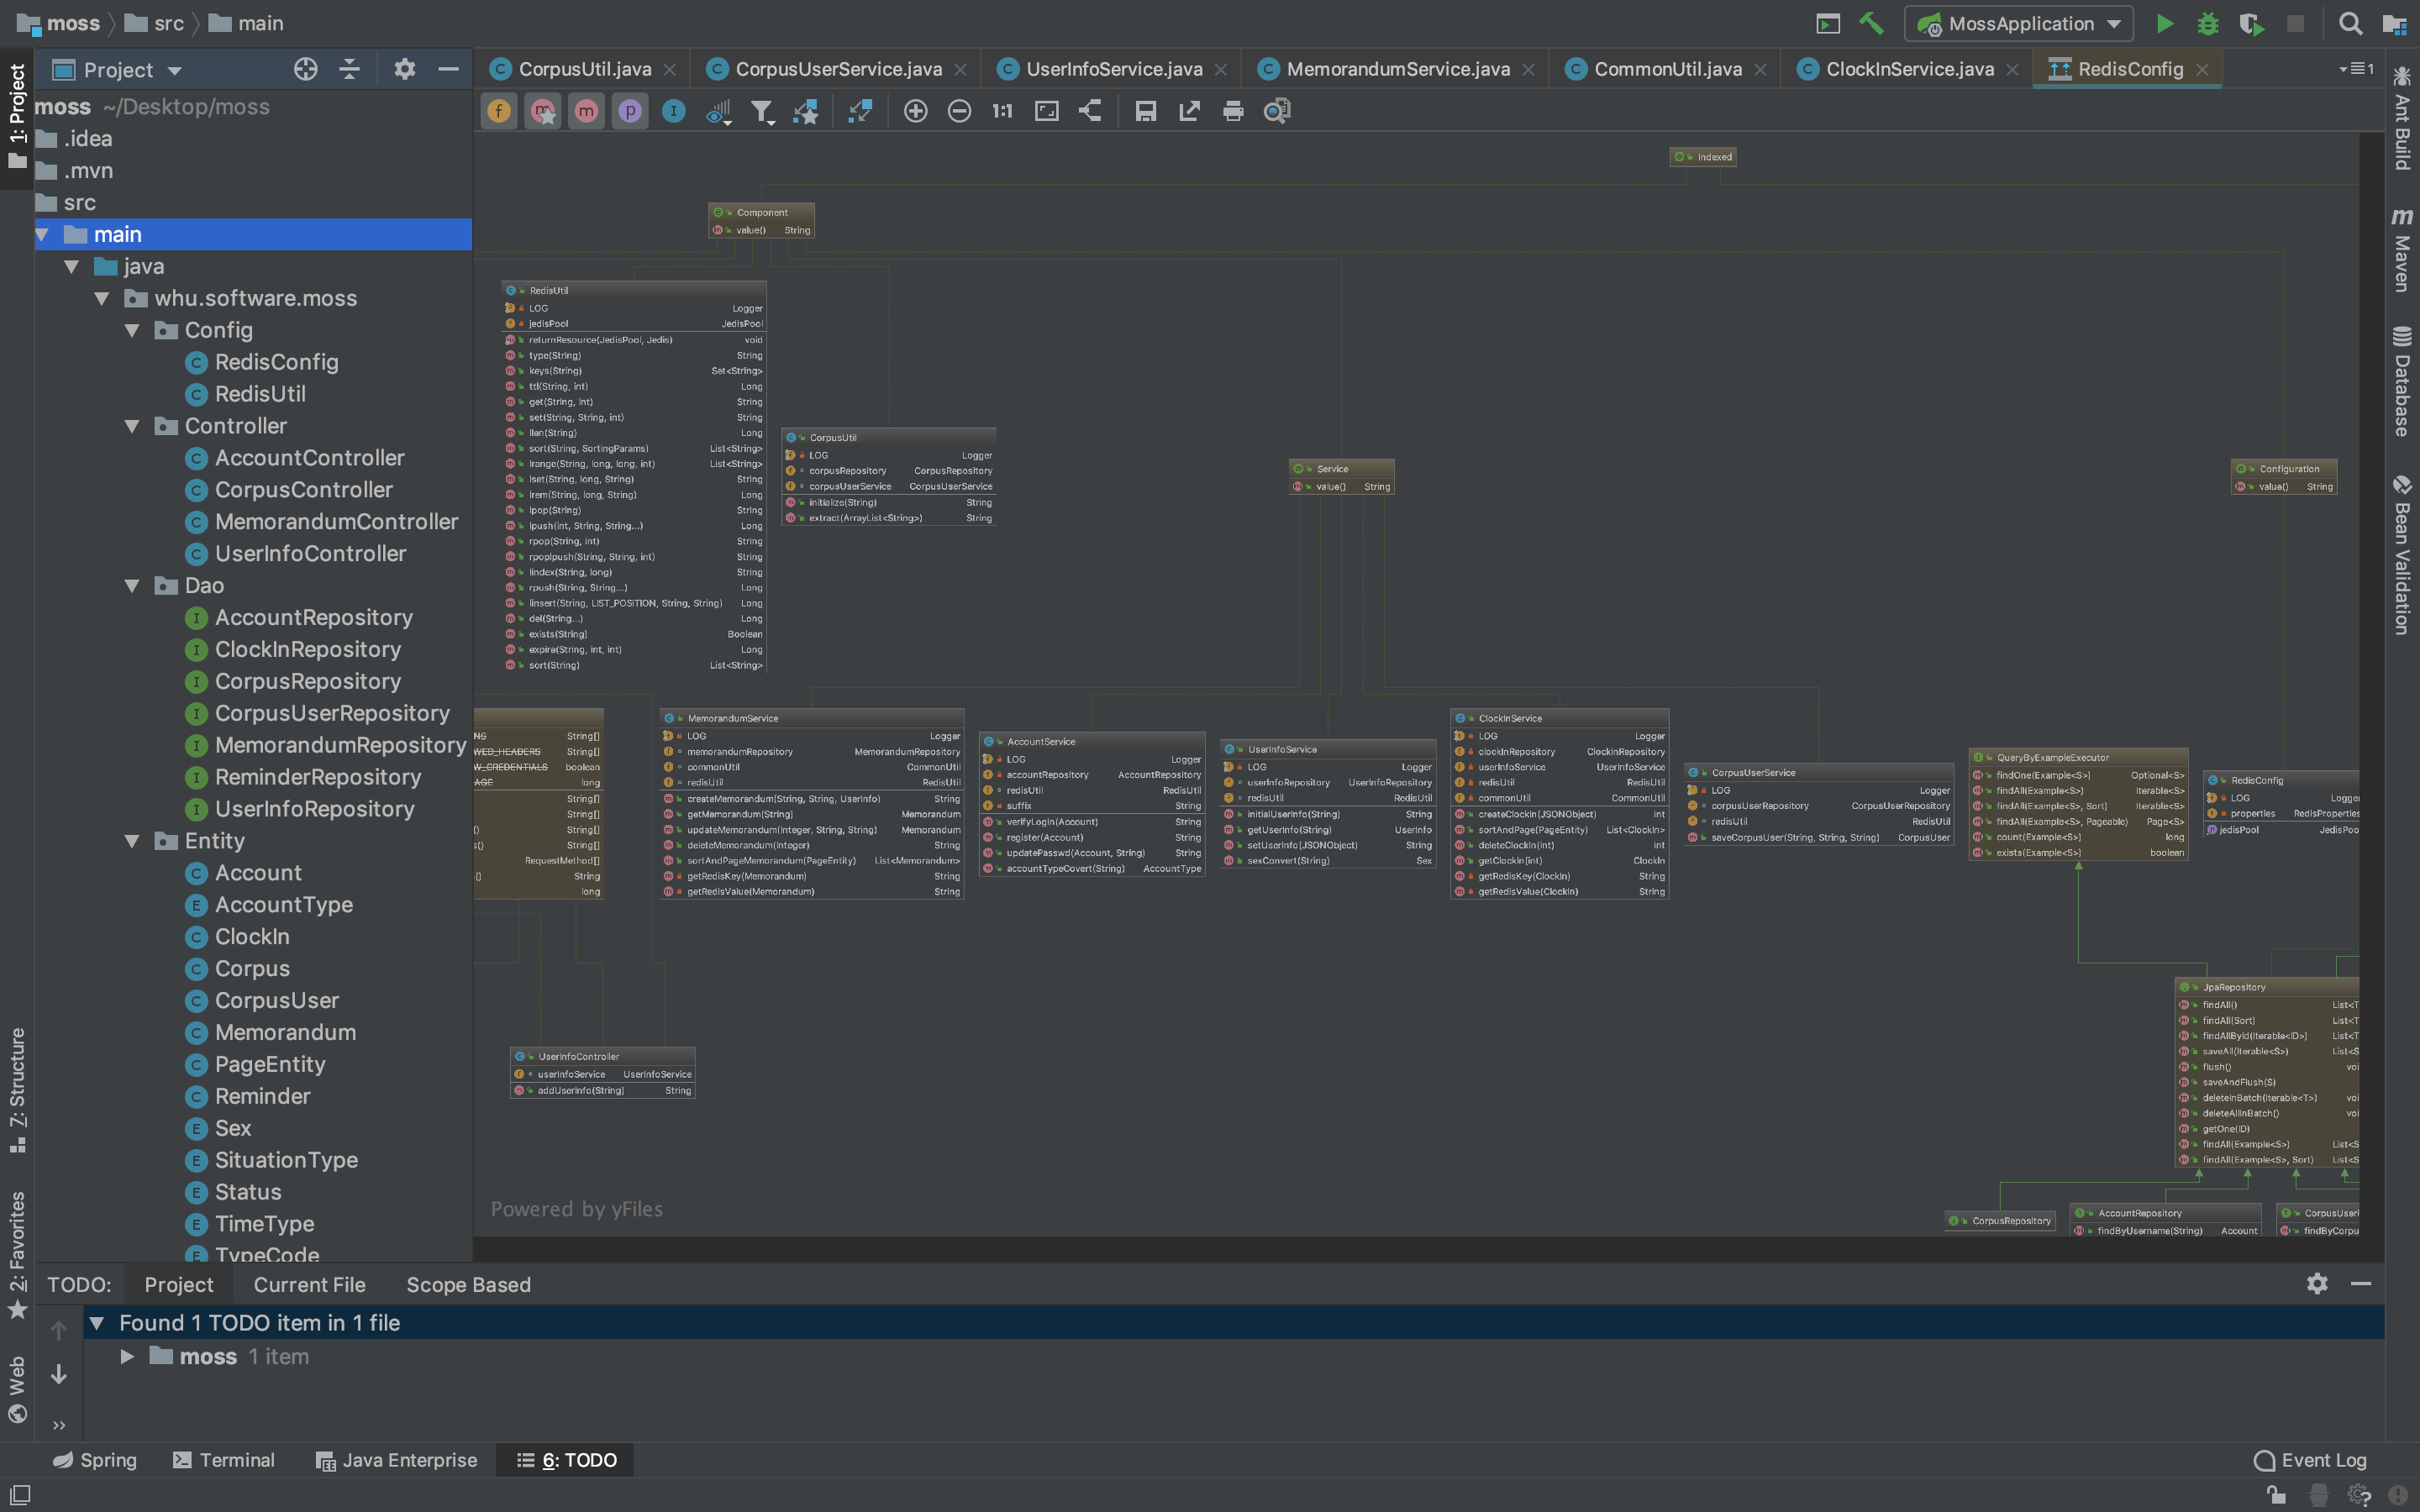 moss src main
MossApplication
1: Project
Project
CorpusUtil.java
CorpusUserService.java
UserInfoService.java
MemorandumService.java
CommonUtil.java
ClockInService.java
RedisConfig
1
moss ~/Desktop/moss
.idea
.mvn
src
main
java
whu.software.moss
Config
RedisConfig
RedisUtil
Controller
AccountController
CorpusController
MemorandumController
UserInfoController
Dao
AccountRepository
ClockInRepository
CorpusRepository
CorpusUserRepository
MemorandumRepository
ReminderRepository
UserInfoRepository
Entity
Account
AccountType
ClockIn
Corpus
CorpusUser
Memorandum
PageEntity
Reminder
Sex
SituationType
Status
TimeType
TypeCode
1:1
Indexed
Component
value() String
RedisUtil
LOG Logger
jedisPool JedisPool
returnResource(JedisPool, Jedis) void
type(String) String
keys(String) Set<String>
ttl(String, int) Long
get(String, int) String
set(String, String, int) String
llen(String) Long
sort(String, SortingParams) List<String>
lrange(String, long, long, int) List<String>
lset(String, long, String) String
lrem(String, long, String) Long
lpop(String) String
lpush(int, String, String...) Long
rpop(String, int) String
rpoplpush(String, String, int) String
lindex(String, long) String
rpush(String, String...) Long
linsert(String, LIST_POSITION, String, String) Long
del(String...) Long
exists(String) Boolean
expire(String, int, int) Long
sort(String) List<String>
CorpusUtil
LOG Logger
corpusRepository CorpusRepository
corpusUserService CorpusUserService
initialize(String) String
extract(ArrayList<String>) String
Service
value() String
Configuration
value() String
NS String[]
WED_HEADERS String[]
W_CREDENTIALS boolean
AGE long
String[]
String[]
() String[]
s() String[]
RequestMethod[]
() String
long
MemorandumService
LOG Logger
memorandumRepository MemorandumRepository
commonUtil CommonUtil
redisUtil RedisUtil
createMemorandum(String, String, UserInfo) String
getMemorandum(String) Memorandum
updateMemorandum(Integer, String, String) Memorandum
deleteMemorandum(Integer) String
sortAndPageMemorandum(PageEntity) List<Memorandum>
getRedisKey(Memorandum) String
getRedisValue(Memorandum) String
AccountService
LOG Logger
accountRepository AccountRepository
redisUtil RedisUtil
suffix String
verifyLogin(Account) String
register(Account) String
updatePasswd(Account, String) String
accountTypeCovert(String) AccountType
UserInfoService
LOG Logger
userInfoRepository UserInfoRepository
redisUtil RedisUtil
initialUserInfo(String) String
getUserInfo(String) UserInfo
setUserInfo(JSONObject) String
sexConvert(String) Sex
ClockInService
LOG Logger
clockInRepository ClockInRepository
userInfoService UserInfoService
redisUtil RedisUtil
commonUtil CommonUtil
createClockIn(JSONObject) int
sortAndPage(PageEntity) List<ClockIn>
deleteClockIn(int) int
getClockIn(int) ClockIn
getRedisKey(ClockIn) String
getRedisValue(ClockIn) String
CorpusUserService
LOG Logger
corpusUserRepository CorpusUserRepository
redisUtil RedisUtil
saveCorpusUser(String, String, String) CorpusUser
QueryByExampleExecutor
findOne(Example<S>) Optional<S>
findAll(Example<S>) Iterable<S>
findAll(Example<S>, Sort) Iterable<S>
findAll(Example<S>, Pageable) Page<S>
count(Example<S>) long
exists(Example<S>) boolean
RedisConfig
LOG Logger
properties RedisProperties
jedisPool JedisPoo
JpaRepository
findAll() List<T
findAll(Sort) List<T
findAllById(Iterable<ID>) List<T
saveAll(Iterable<S>) List<S
flush() voi
saveAndFlush(S)
deleteInBatch(Iterable<T>) voi
deleteAllInBatch() voi
getOne(ID)
findAll(Example<S>) List<S
findAll(Example<S>, Sort) List<S
UserInfoController
userInfoService UserInfoService
addUserInfo(String) String
CorpusRepository
AccountRepository
findByUsername(String) Account
CorpusUserI
findByCorpu
Powered by yFiles
Ant Build
Maven
Database
Bean Validation
Z: Structure
2: Favorites
Web
TODO: Project Current File Scope Based
Found 1 TODO item in 1 file
moss 1 item
Spring
Terminal
Java Enterprise
6: TODO
Event Log